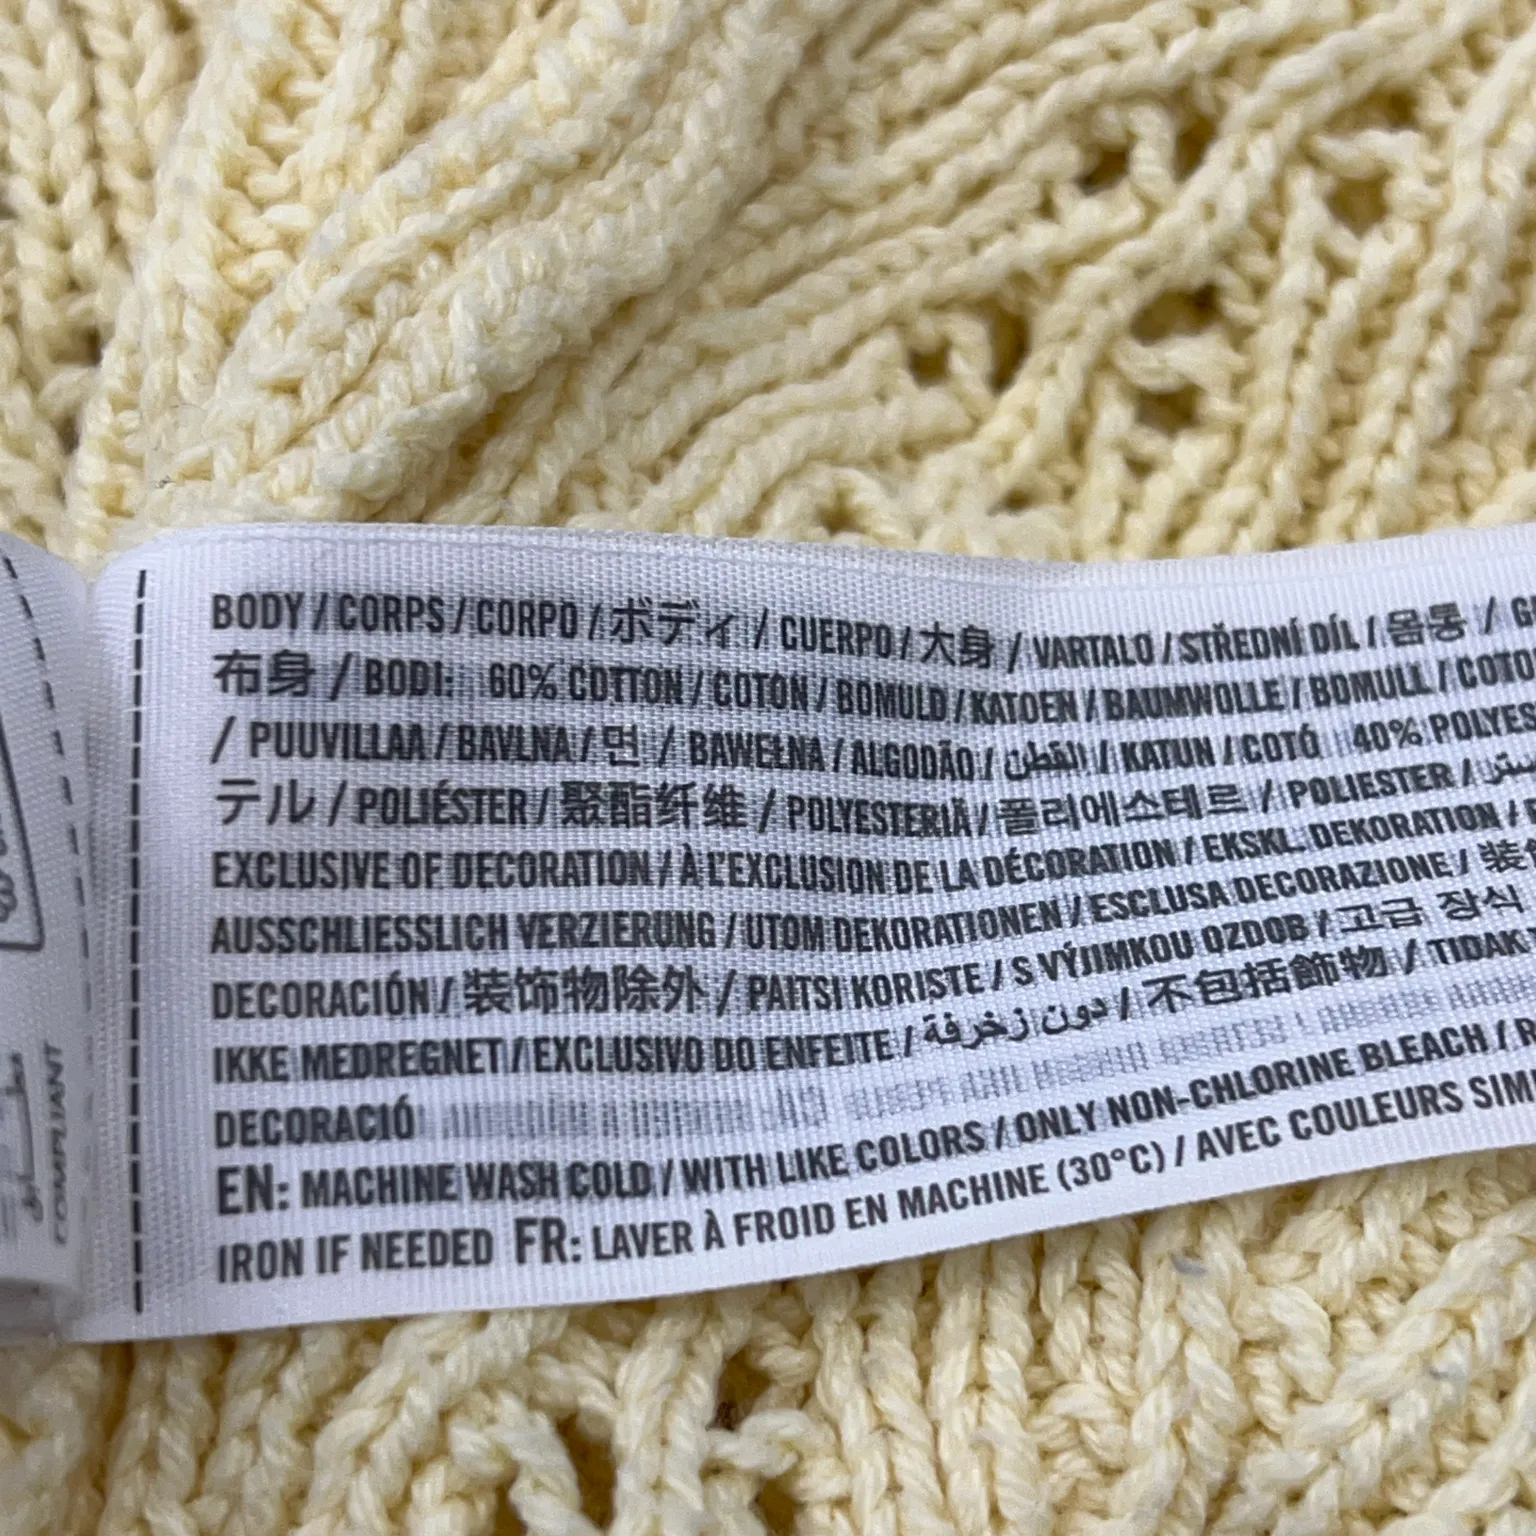 BODY / CORPS / CORPO / ボディ / CUERPO / 大身 / VARTALO / STŘEDNÍ DÍL / 몸통 /
布身 / BODI: 60% COTTON / COTON / BOMULD / KATOEN / BAUMWOLLE / BOMULL /
/ PUUVILLAA / BAVLNA / 면 / BAWEŁNA / ALGODÃO / القطن / KATUN / COTÓ 40%
テル / POLIÉSTER / 聚酯纤维 / POLYESTERIÄ / 폴리에스테르 / POLIESTER /
EXCLUSIVE OF DECORATION / À L'EXCLUSION DE LA DÉCORATION / EKSKL. DEKORATION /
AUSSCHLIESSLICH VERZIERUNG / UTOM DEKORATIONEN / ESCLUSA DECORAZIONE /
DECORACIÓN / 装饰物除外 / PAITSI KORISTE / S VÝJIMKOU OZDOB / 고급 장식
IKKE MEDREGNET / EXCLUSIVO DO ENFEITE / دون زخرفة / 不包括飾物 / TIDAK
DECORACIÓ
EN: MACHINE WASH COLD / WITH LIKE COLORS / ONLY NON-CHLORINE BLEACH /
IRON IF NEEDED FR: LAVER À FROID EN MACHINE (30°C) / AVEC COULEURS
COMPLIANT